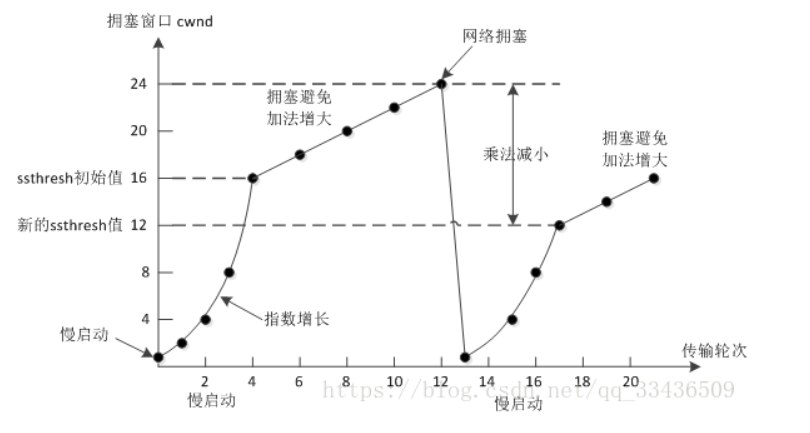 拥塞窗口 cwnd
网络拥塞
24
拥塞避免
加法增大
20
拥塞避免
加法增大
乘法减小
ssthresh初始值 16
新的ssthresh值 12
8
4
指数增长
慢启动
传输轮次
2 4 6 8 10 12 14 16 18 20
慢启动
慢启动
https://blog.csdn.net/qq_33436509